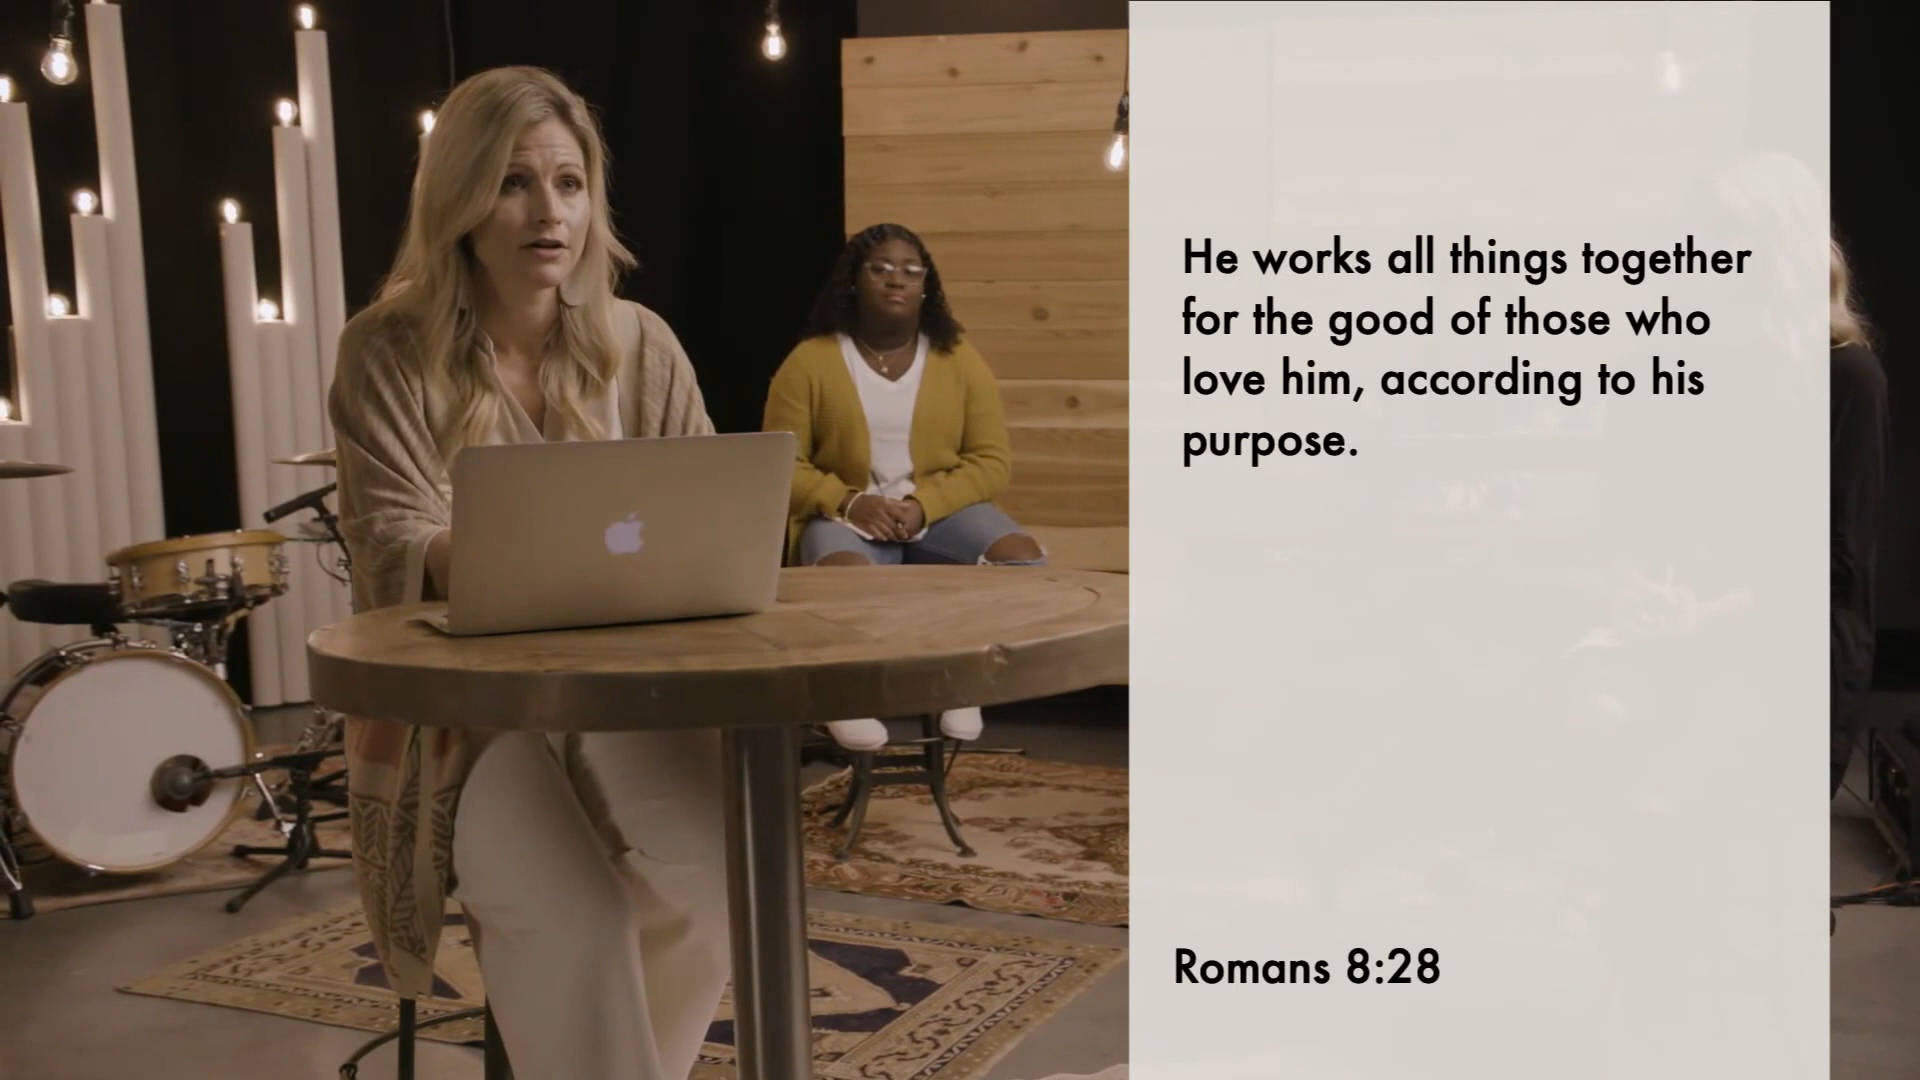 He works all things together
for the good of those who
love him, according to his
purpose.
Romans 8:28